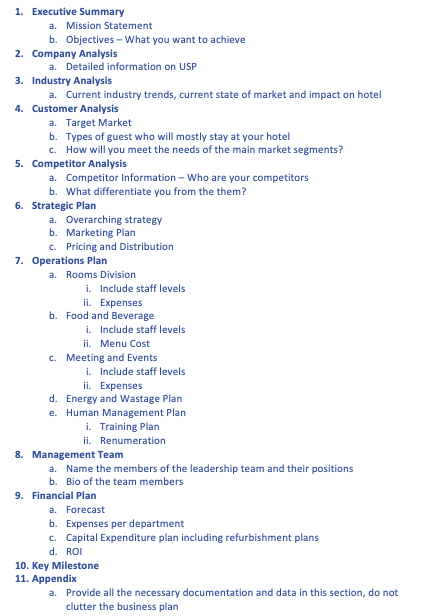 1. Executive Summary
a. Mission Statement
b. Objectives – What you want to achieve
2. Company Analysis
a. Detailed information on USP
3. Industry Analysis
a. Current industry trends, current state of market and impact on hotel
4. Customer Analysis
a. Target Market
b. Types of guest who will mostly stay at your hotel
c. How will you meet the needs of the main market segments?
5. Competitor Analysis
a. Competitor Information – Who are your competitors
b. What differentiate you from the them?
6. Strategic Plan
a. Overarching strategy
b. Marketing Plan
c. Pricing and Distribution
7. Operations Plan
a. Rooms Division
i. Include staff levels
ii. Expenses
b. Food and Beverage
i. Include staff levels
ii. Menu Cost
c. Meeting and Events
i. Include staff levels
ii. Expenses
d. Energy and Wastage Plan
e. Human Management Plan
i. Training Plan
ii. Renumeration
8. Management Team
a. Name the members of the leadership team and their positions
b. Bio of the team members
9. Financial Plan
a. Forecast
b. Expenses per department
c. Capital Expenditure plan including refurbishment plans
d. ROI
10. Key Milestone
11. Appendix
a. Provide all the necessary documentation and data in this section, do not
clutter the business plan